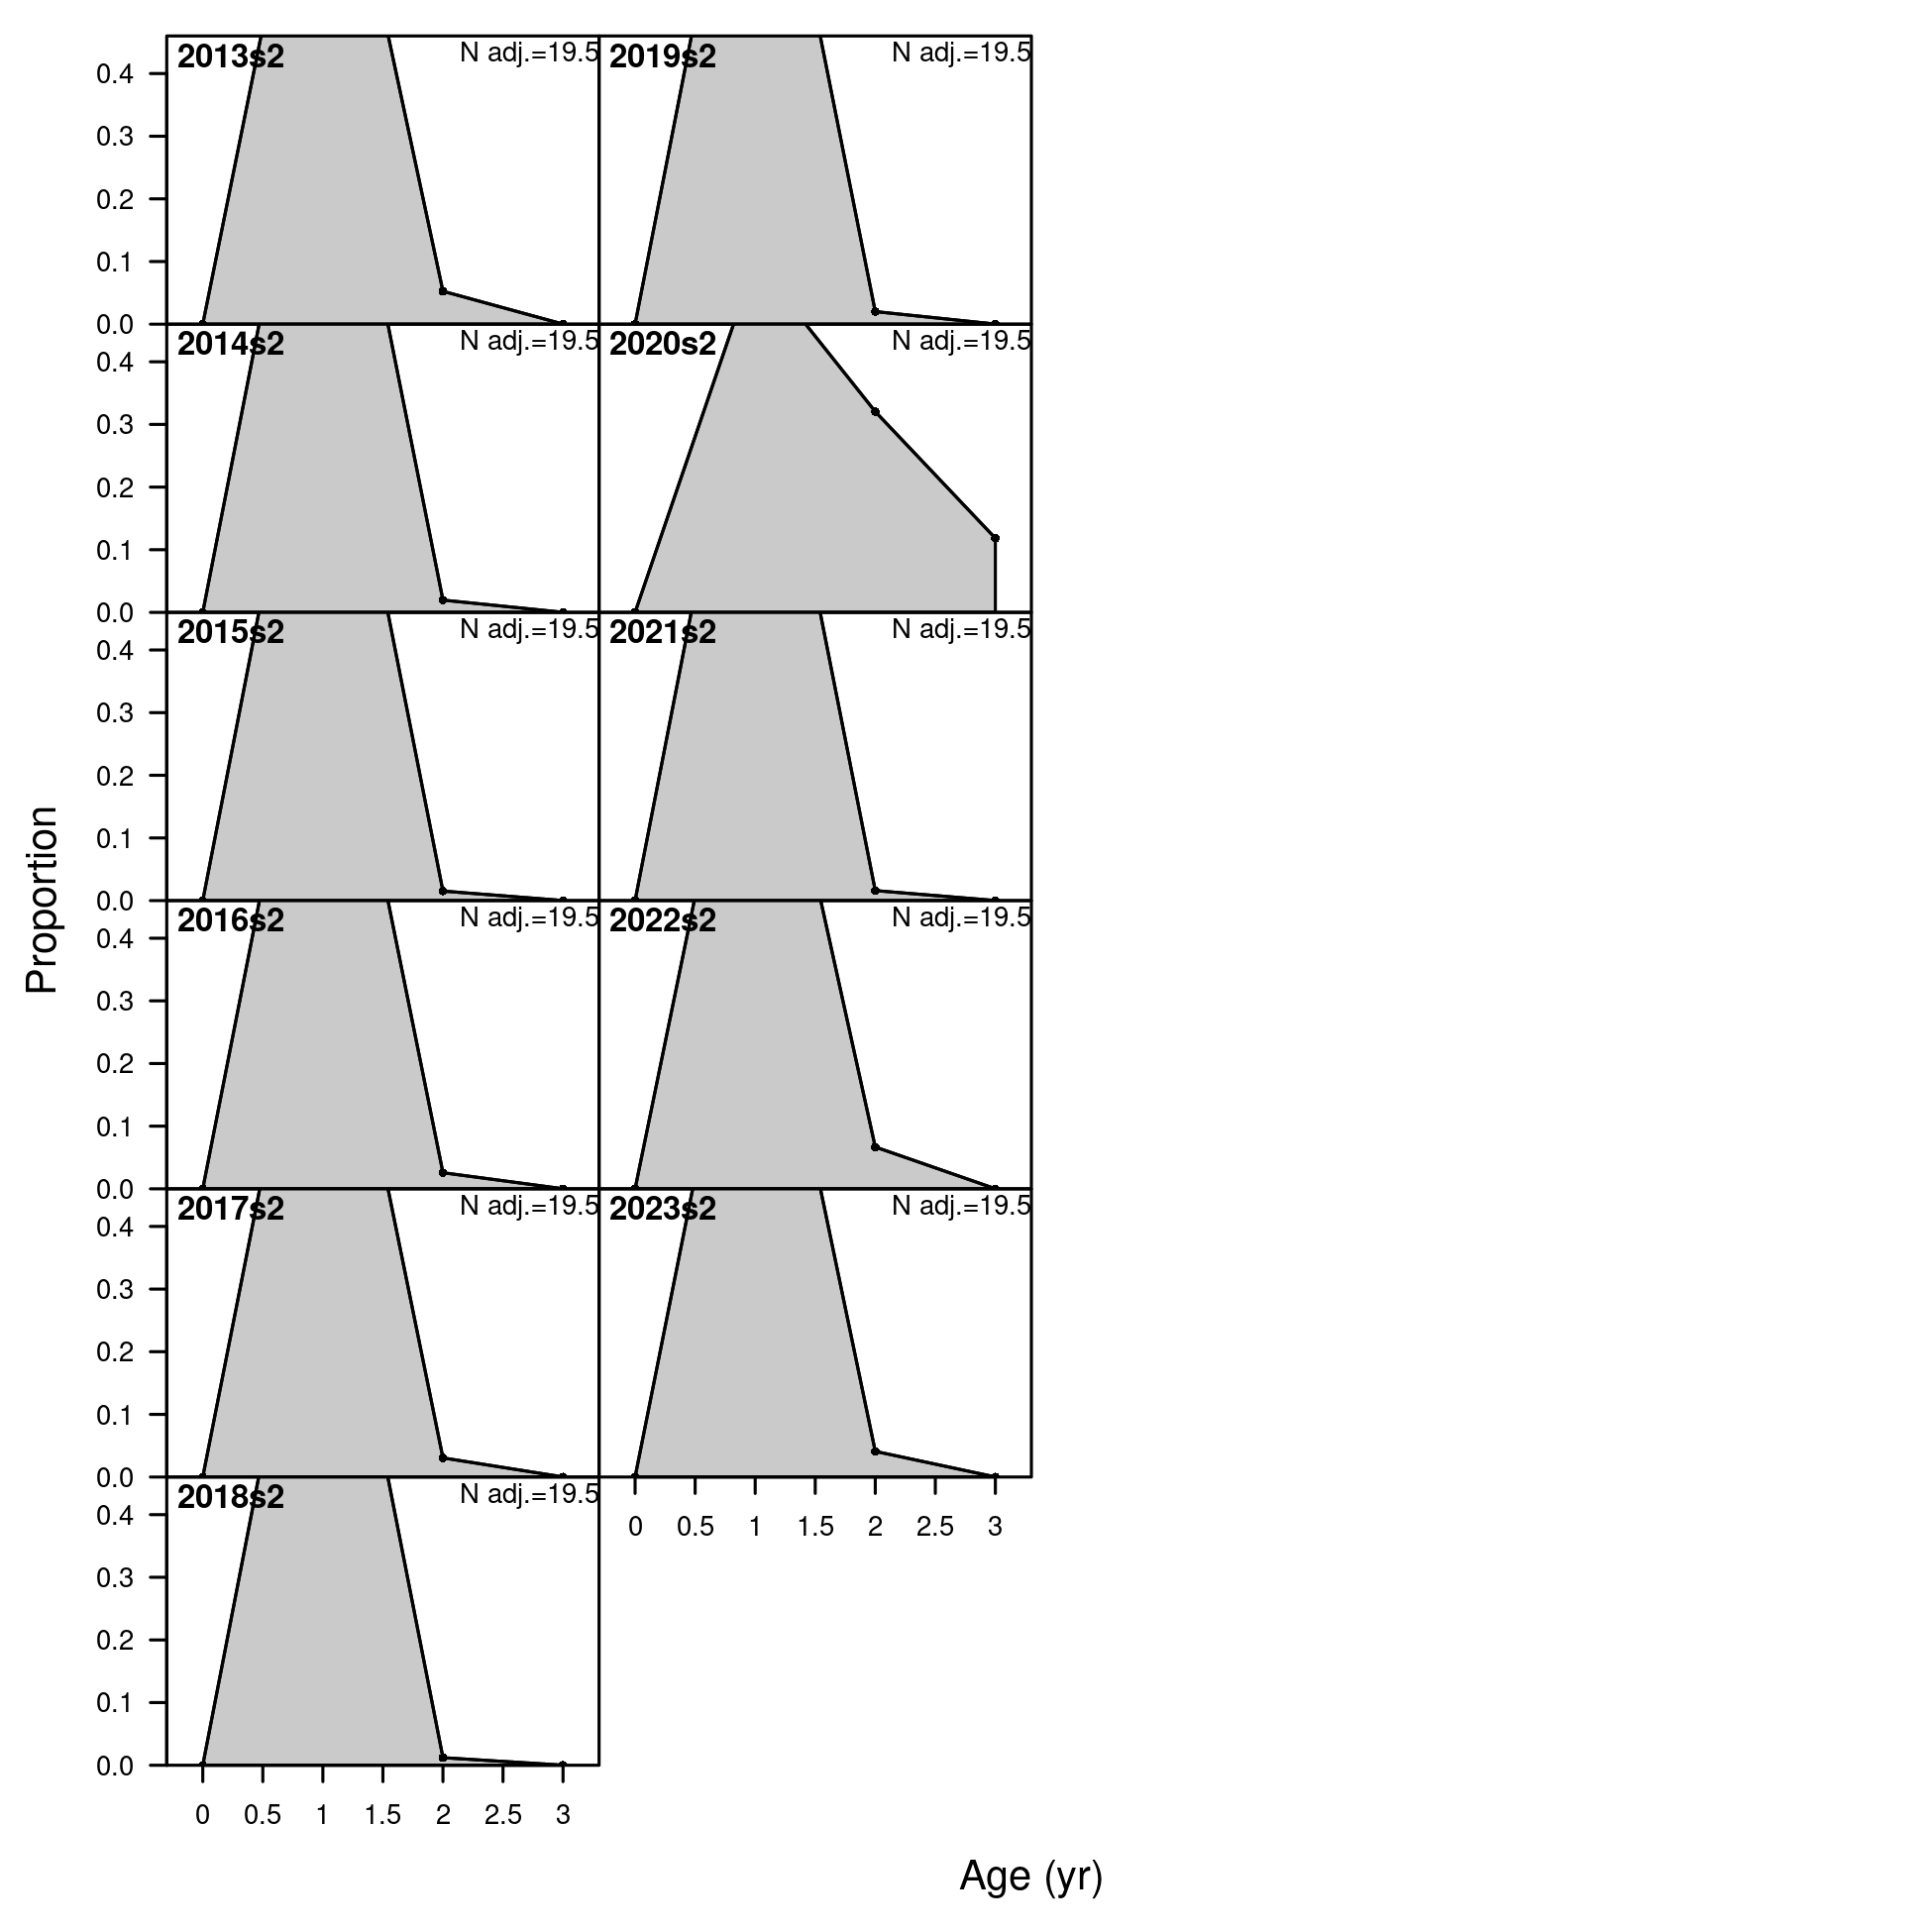 2013s2 N adj.=19.5
0.4
0.3
0.2
0.1
0.0
2019s2 N adj.=19.5
2014s2 N adj.=19.5
0.4
0.3
0.2
0.1
0.0
2020s2 N adj.=19.5
2015s2 N adj.=19.5
0.4
0.3
0.2
0.1
0.0
2021s2 N adj.=19.5
2016s2 N adj.=19.5
0.4
0.3
0.2
0.1
0.0
2022s2 N adj.=19.5
2017s2 N adj.=19.5
0.4
0.3
0.2
0.1
0.0
2023s2 N adj.=19.5
0 0.5 1 1.5 2 2.5 3
2018s2 N adj.=19.5
0.4
0.3
0.2
0.1
0.0
0 0.5 1 1.5 2 2.5 3
Proportion
Age (yr)